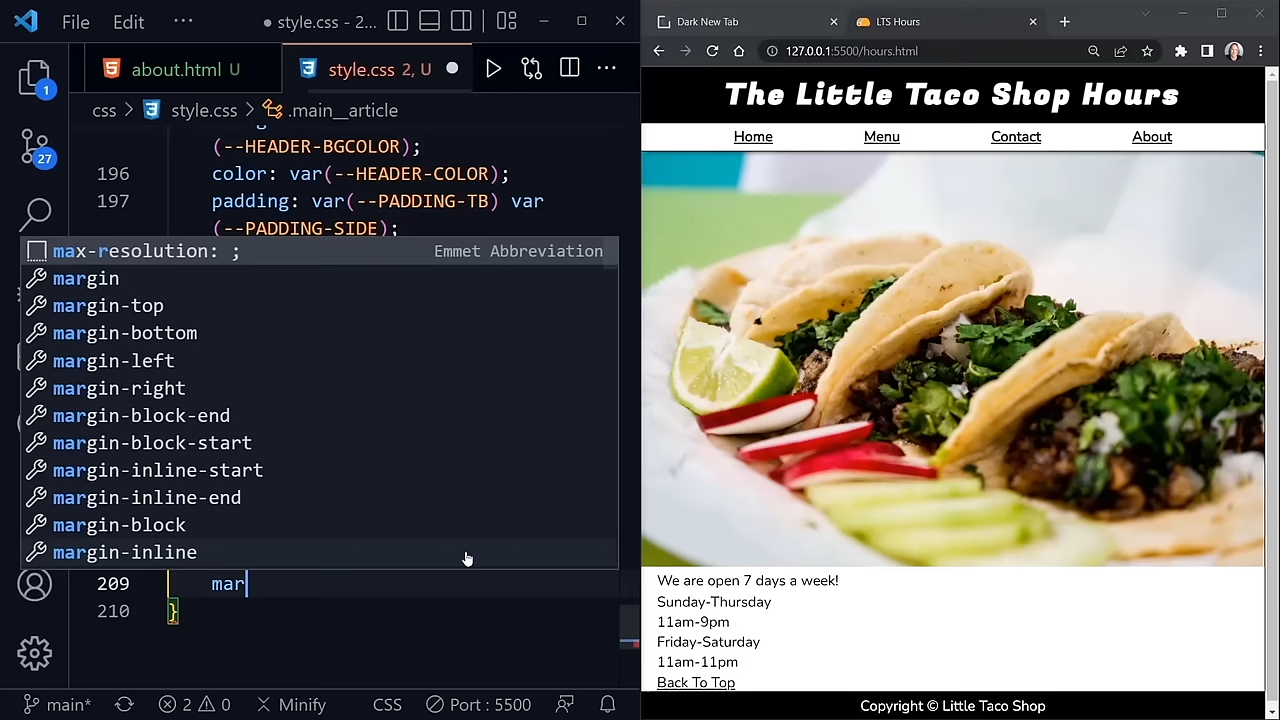 File Edit ··· style.css - 2...
about.html U style.css 2, U
css > style.css > .main__article
(--HEADER-BGCOLOR);
196 color: var(--HEADER-COLOR);
197 padding: var(--PADDING-TB) var
(--PADDING-SIDE);
max-resolution: ; Emmet Abbreviation
margin
margin-top
margin-bottom
margin-left
margin-right
margin-block-end
margin-block-start
margin-inline-start
margin-inline-end
margin-block
margin-inline
209 mar
210 }
1
27
main* 2 0 Minify CSS Port : 5500
Dark New Tab LTS Hours
127.0.0.1:5500/hours.html
The Little Taco Shop Hours
Home Menu Contact About
We are open 7 days a week!
Sunday-Thursday
11am-9pm
Friday-Saturday
11am-11pm
Back To Top
Copyright © Little Taco Shop